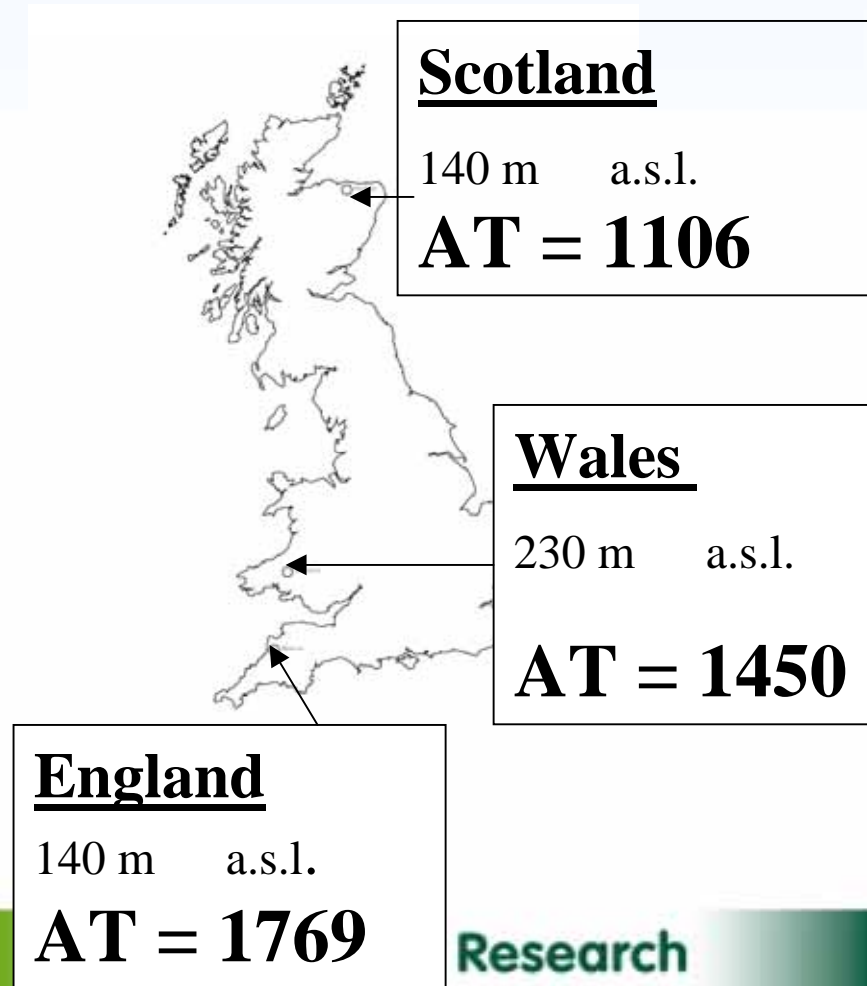 Scotland
140 m a.s.l.
AT = 1106
Wales
230 m a.s.l.
AT = 1450
England
140 m a.s.l.
AT = 1769
Research